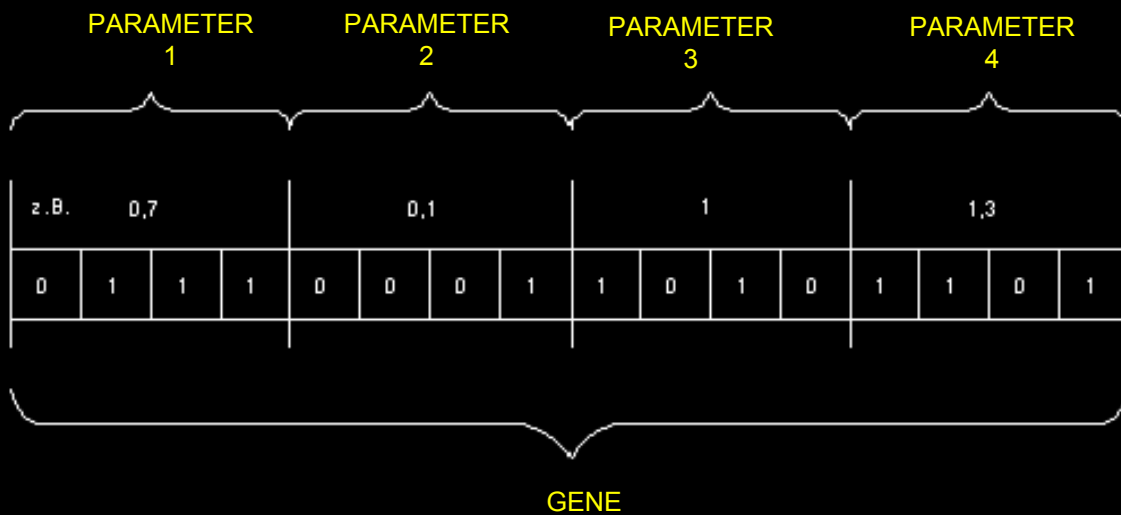 PARAMETER PARAMETER PARAMETER PARAMETER
1 2 3 4
z.B. 0,7 0,1 1 1,3
0 1 1 1 0 0 0 1 1 0 1 0 1 1 0 1
GENE